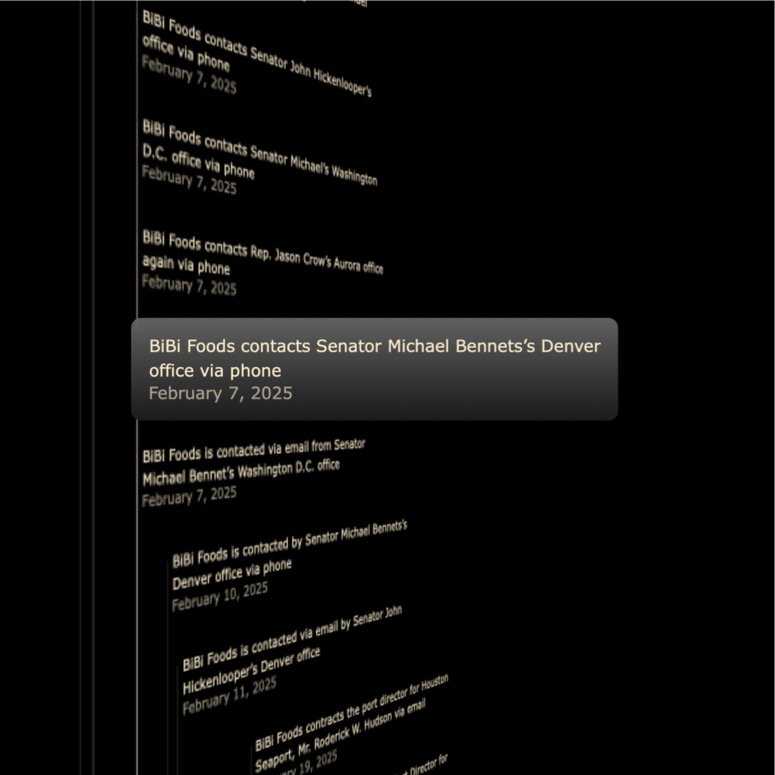 BiBi Foods contacts Senator John Hickenlooper's
office via phone
February 7, 2025
BiBi Foods contacts Senator Michael's Washington
D.C. office via phone
February 7, 2025
BiBi Foods contacts Rep. Jason Crow's Aurora office
again via phone
February 7, 2025
BiBi Foods contacts Senator Michael Bennets’s Denver
office via phone
February 7, 2025
BiBi Foods is contacted via email from Senator
Michael Bennet's Washington D.C. office
February 7, 2025
BiBi Foods is contacted by Senator Michael Bennets's
Denver office via phone
February 10, 2025
BiBi Foods is contacted via email by Senator John
Hickenlooper's Denver office
February 11, 2025
BiBi Foods contracts the port director for Houston
Seaport, Mr. Roderick W. Hudson via email
19, 2025
Director for